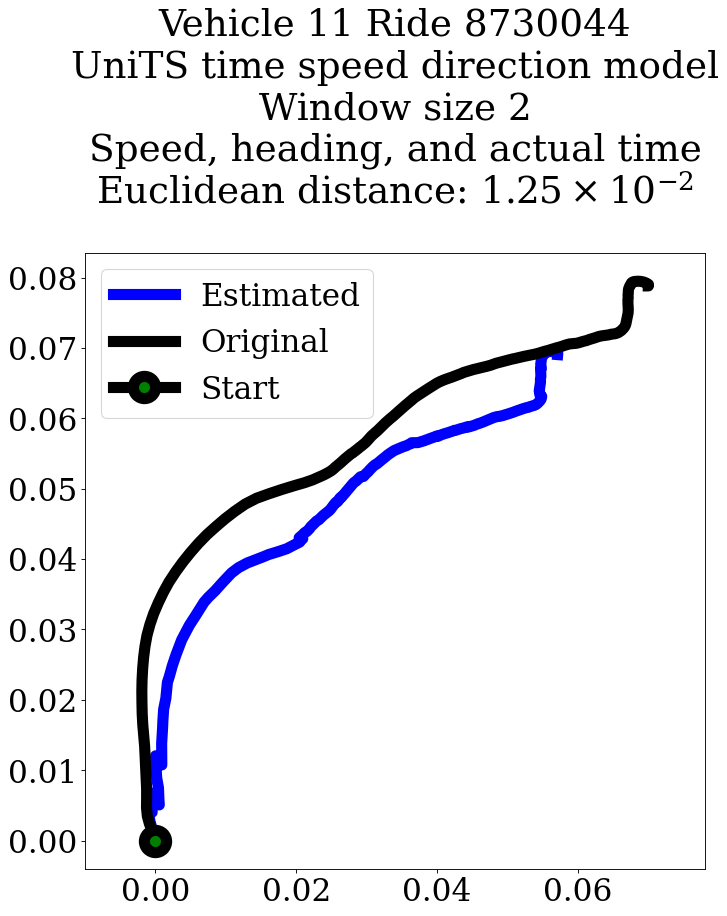 Vehicle 11 Ride 8730044
UniTS time speed direction model
Window size 2
Speed, heading, and actual time
Euclidean distance: 1.25 × 10⁻²
Estimated
Original
Start
0.08
0.07
0.06
0.05
0.04
0.03
0.02
0.01
0.00
0.00 0.02 0.04 0.06